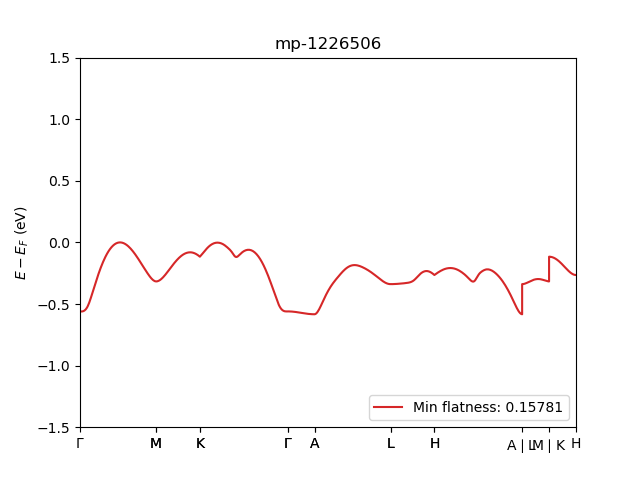 mp-1226506
1.5
1.0
0.5
0.0
−0.5
−1.0
−1.5
E − E_F (eV)
Min flatness: 0.15781
Γ M K Γ A L H A | L M | K H